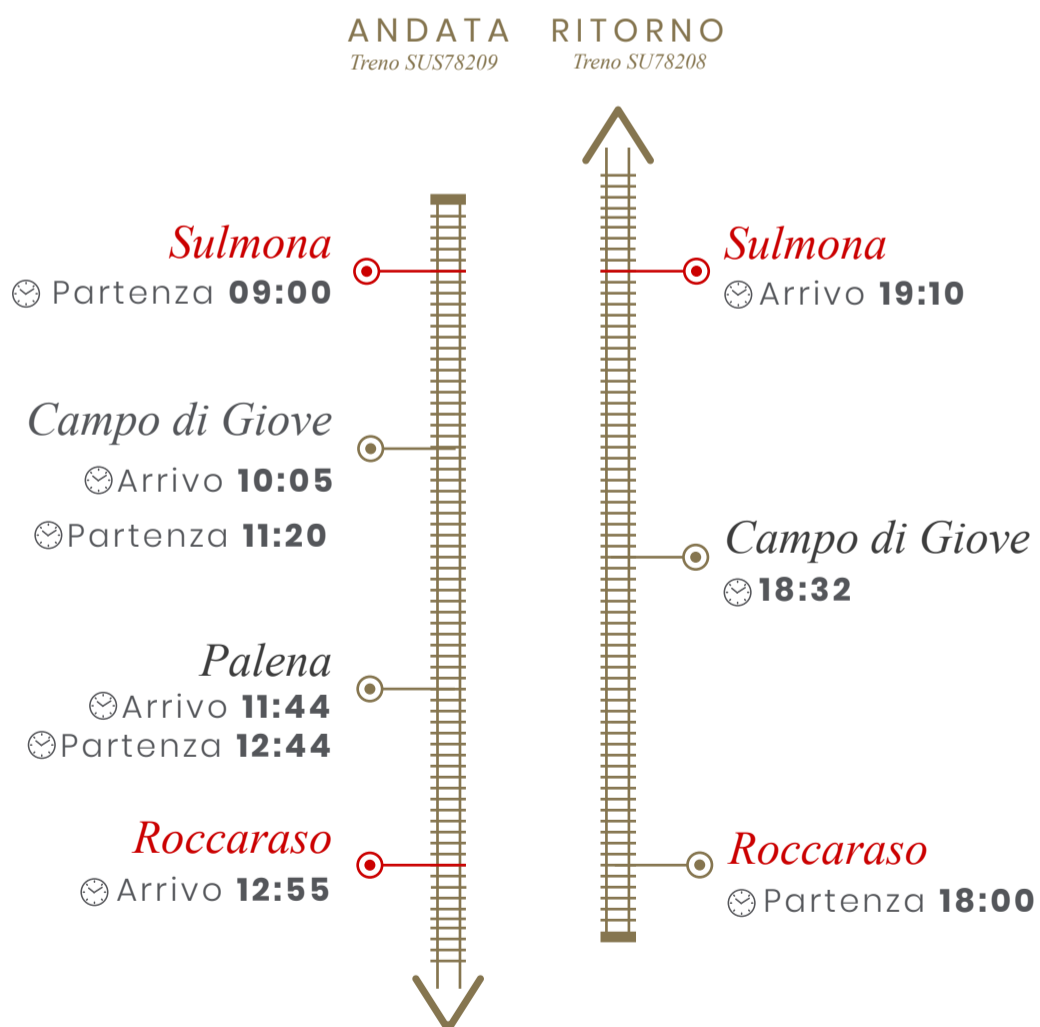 ANDATA
Treno SUS78209
Sulmona
Partenza 09:00
Campo di Giove
Arrivo 10:05
Partenza 11:20
Palena
Arrivo 11:44
Partenza 12:44
Roccaraso
Arrivo 12:55
RITORNO
Treno SU78208
Sulmona
Arrivo 19:10
Campo di Giove
18:32
Roccaraso
Partenza 18:00